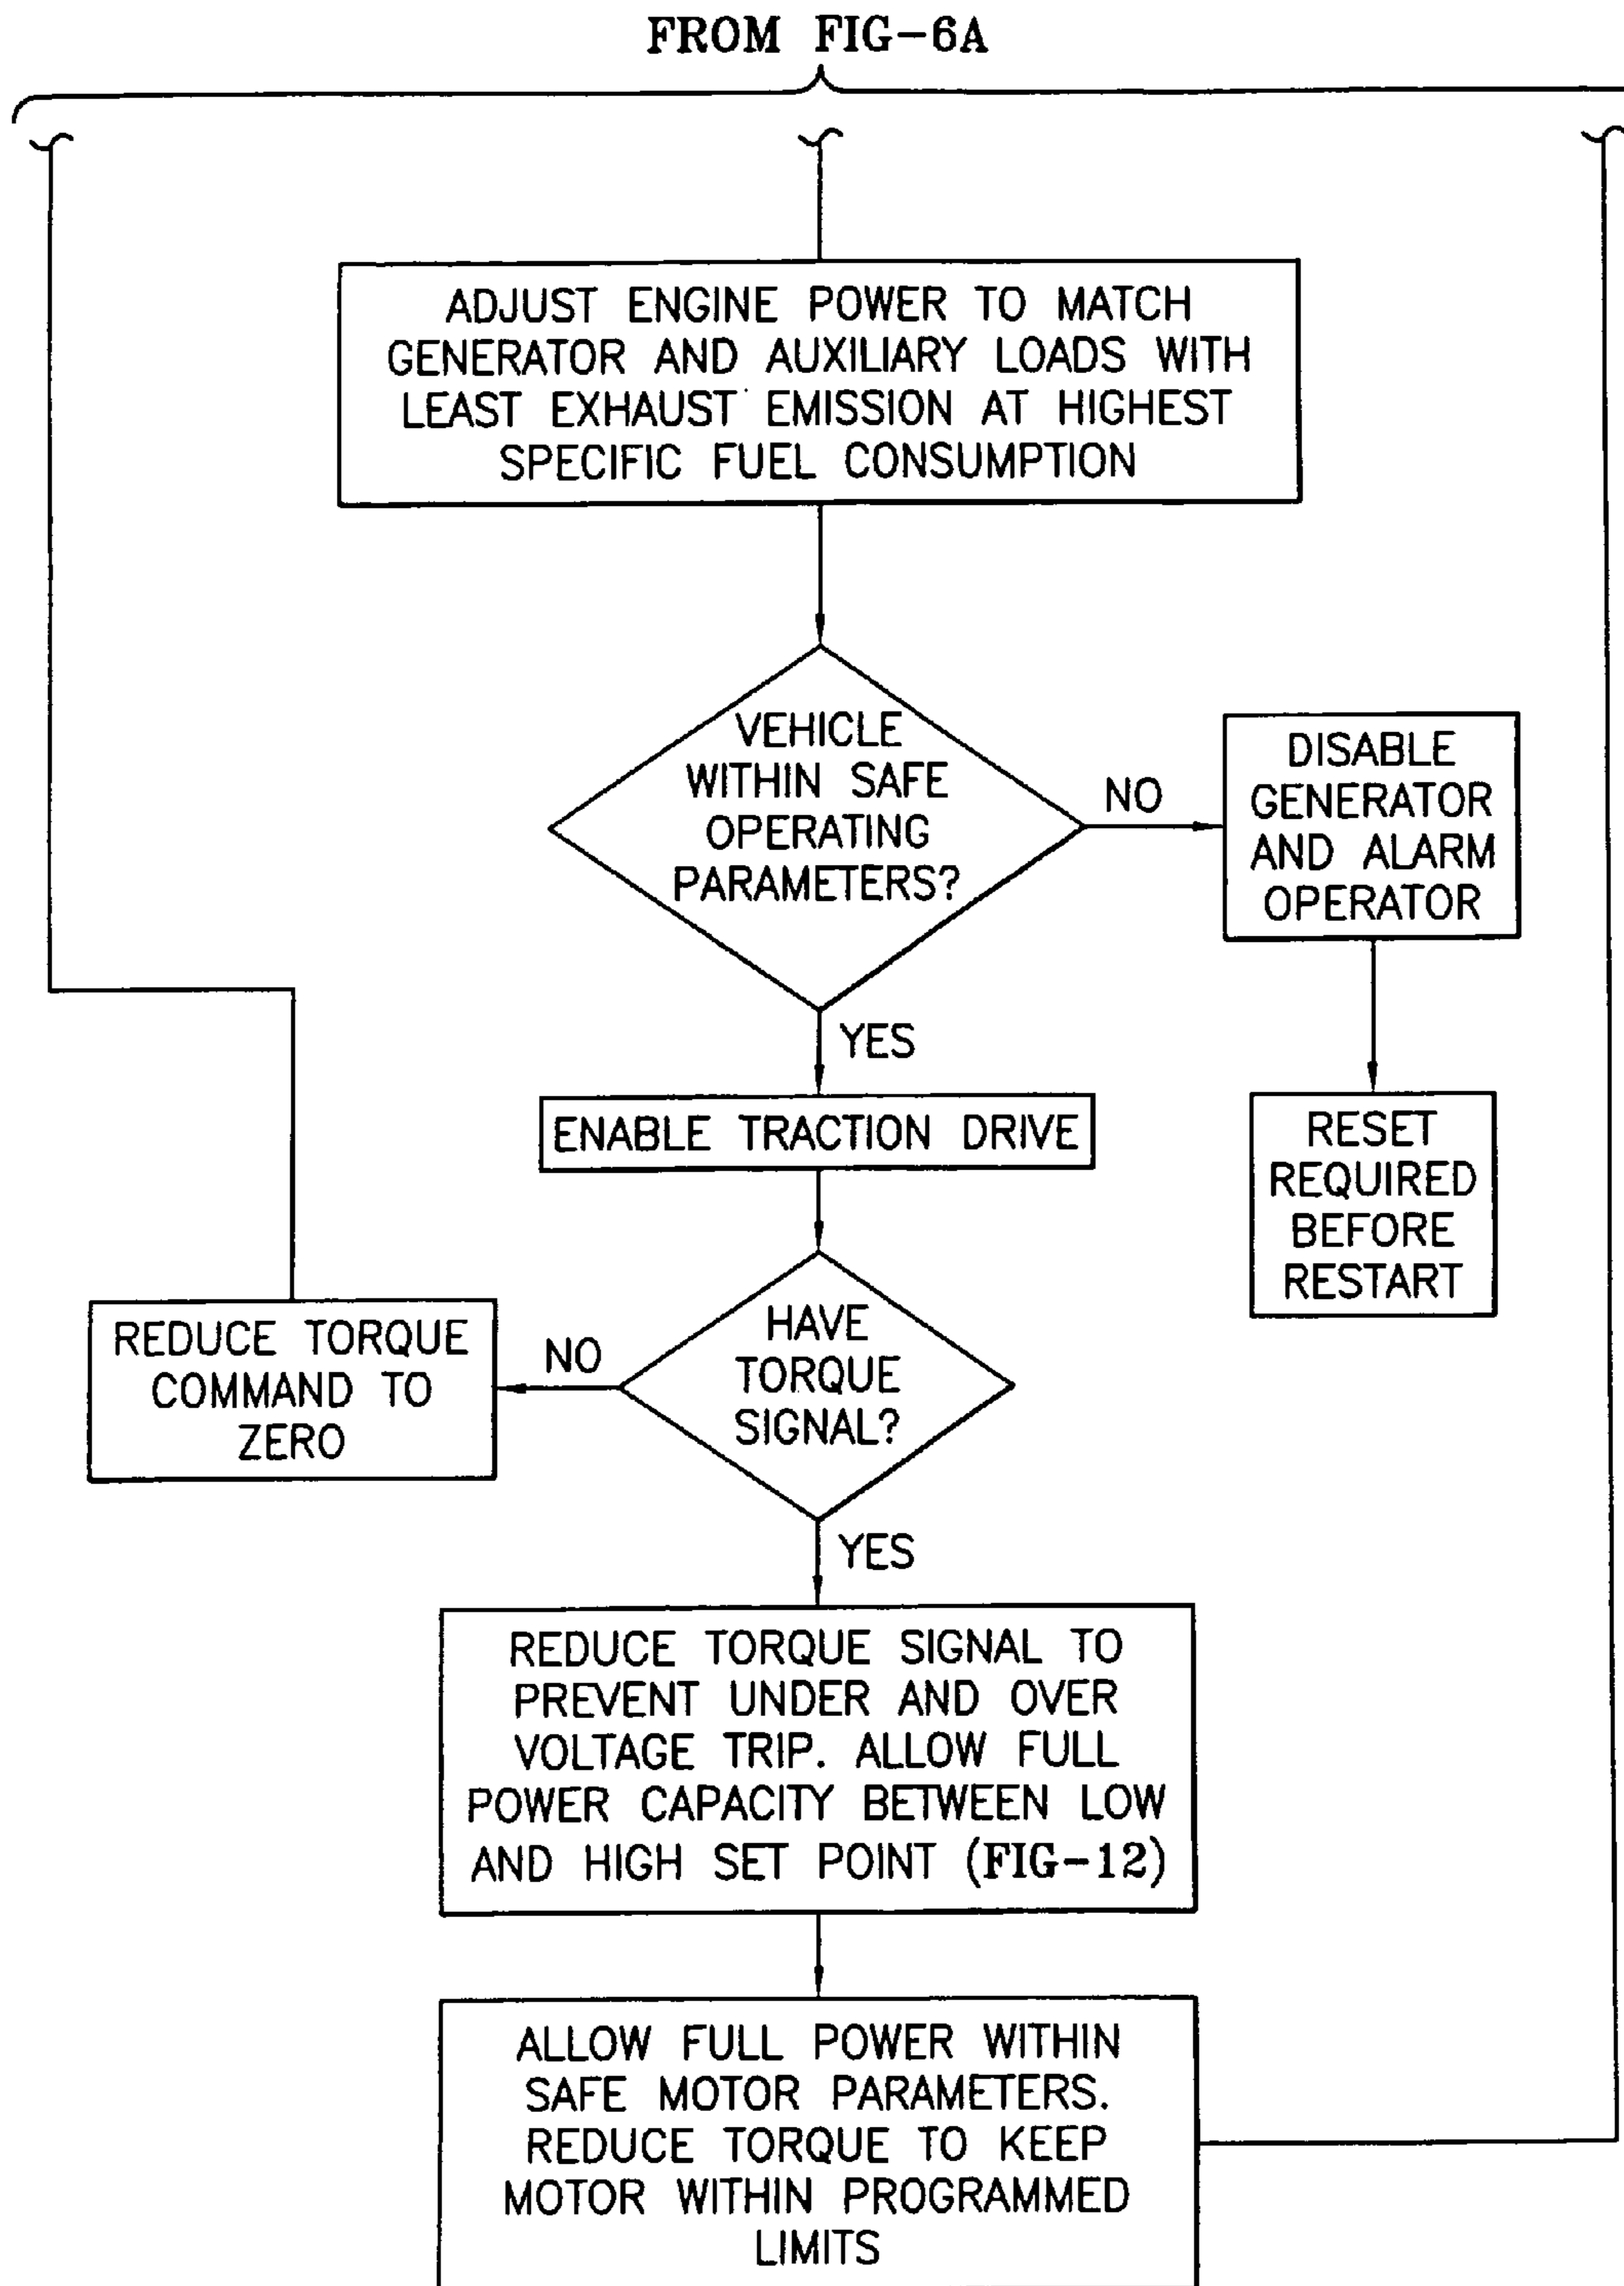 FROM FIG-6A
ADJUST ENGINE POWER TO MATCH
GENERATOR AND AUXILIARY LOADS WITH
LEAST EXHAUST EMISSION AT HIGHEST
SPECIFIC FUEL CONSUMPTION
VEHICLE
WITHIN SAFE
OPERATING
PARAMETERS?
NO
DISABLE
GENERATOR
AND ALARM
OPERATOR
YES
ENABLE TRACTION DRIVE
RESET
REQUIRED
BEFORE
RESTART
HAVE
TORQUE
SIGNAL?
NO
REDUCE TORQUE
COMMAND TO
ZERO
YES
REDUCE TORQUE SIGNAL TO
PREVENT UNDER AND OVER
VOLTAGE TRIP. ALLOW FULL
POWER CAPACITY BETWEEN LOW
AND HIGH SET POINT (FIG-12)
ALLOW FULL POWER WITHIN
SAFE MOTOR PARAMETERS.
REDUCE TORQUE TO KEEP
MOTOR WITHIN PROGRAMMED
LIMITS